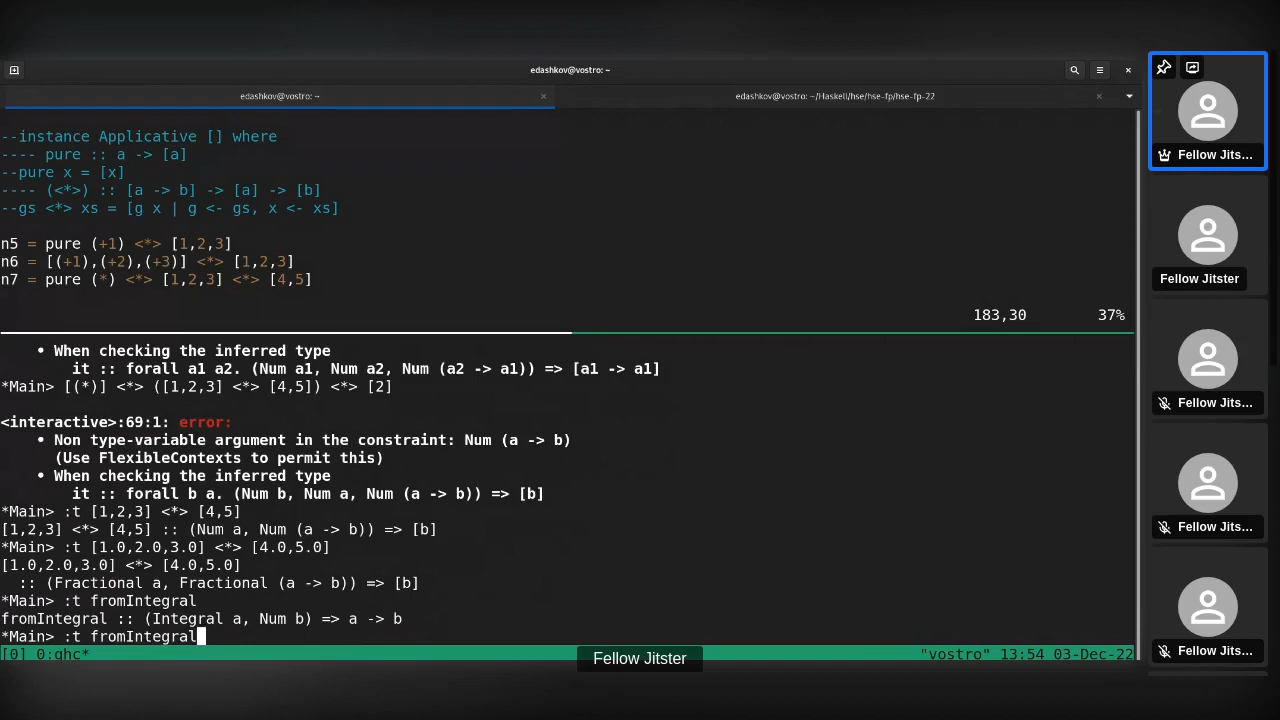 edashkov@vostro: ~
edashkov@vostro: ~
edashkov@vostro: ~/Haskell/hse/hse-fp/hse-fp-22
--instance Applicative [] where
---- pure :: a -> [a]
--pure x = [x]
---- (<*>) :: [a -> b] -> [a] -> [b]
--gs <*> xs = [g x | g <- gs, x <- xs]
n5 = pure (+1) <*> [1,2,3]
n6 = [(+1),(+2),(+3)] <*> [1,2,3]
n7 = pure (*) <*> [1,2,3] <*> [4,5]
183,30 37%
• When checking the inferred type
it :: forall a1 a2. (Num a1, Num a2, Num (a2 -> a1)) => [a1 -> a1]
*Main> [(*)] <*> ([1,2,3] <*> [4,5]) <*> [2]
<interactive>:69:1: error:
• Non type-variable argument in the constraint: Num (a -> b)
(Use FlexibleContexts to permit this)
• When checking the inferred type
it :: forall b a. (Num b, Num a, Num (a -> b)) => [b]
*Main> :t [1,2,3] <*> [4,5]
[1,2,3] <*> [4,5] :: (Num a, Num (a -> b)) => [b]
*Main> :t [1.0,2.0,3.0] <*> [4.0,5.0]
[1.0,2.0,3.0] <*> [4.0,5.0]
:: (Fractional a, Fractional (a -> b)) => [b]
*Main> :t fromIntegral
fromIntegral :: (Integral a, Num b) => a -> b
*Main> :t fromIntegral
[0] 0:ghc* "vostro" 13:54 03-Dec-22
Fellow Jitster
Fellow Jits...
Fellow Jitster
Fellow Jits...
Fellow Jits...
Fellow Jits...